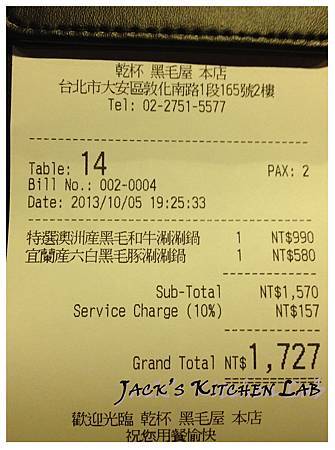 乾杯 黑毛屋 本店
台北市大安區敦化南路1段165號2樓
Tel: 02-2751-5577
Table: 14 PAX: 2
Bill No.: 002-0004
Date: 2013/10/05 19:25:33
特選澳洲産黑毛和牛涮涮鍋 1 NT$990
宜蘭産六白黑毛豚涮涮鍋 1 NT$580
Sub-Total NT$1,570
Service Charge (10%) NT$157
Grand Total NT$1,727
JACK'S KITCHEN LAB
歡迎光臨 乾杯 黑毛屋 本店
祝您用餐愉快